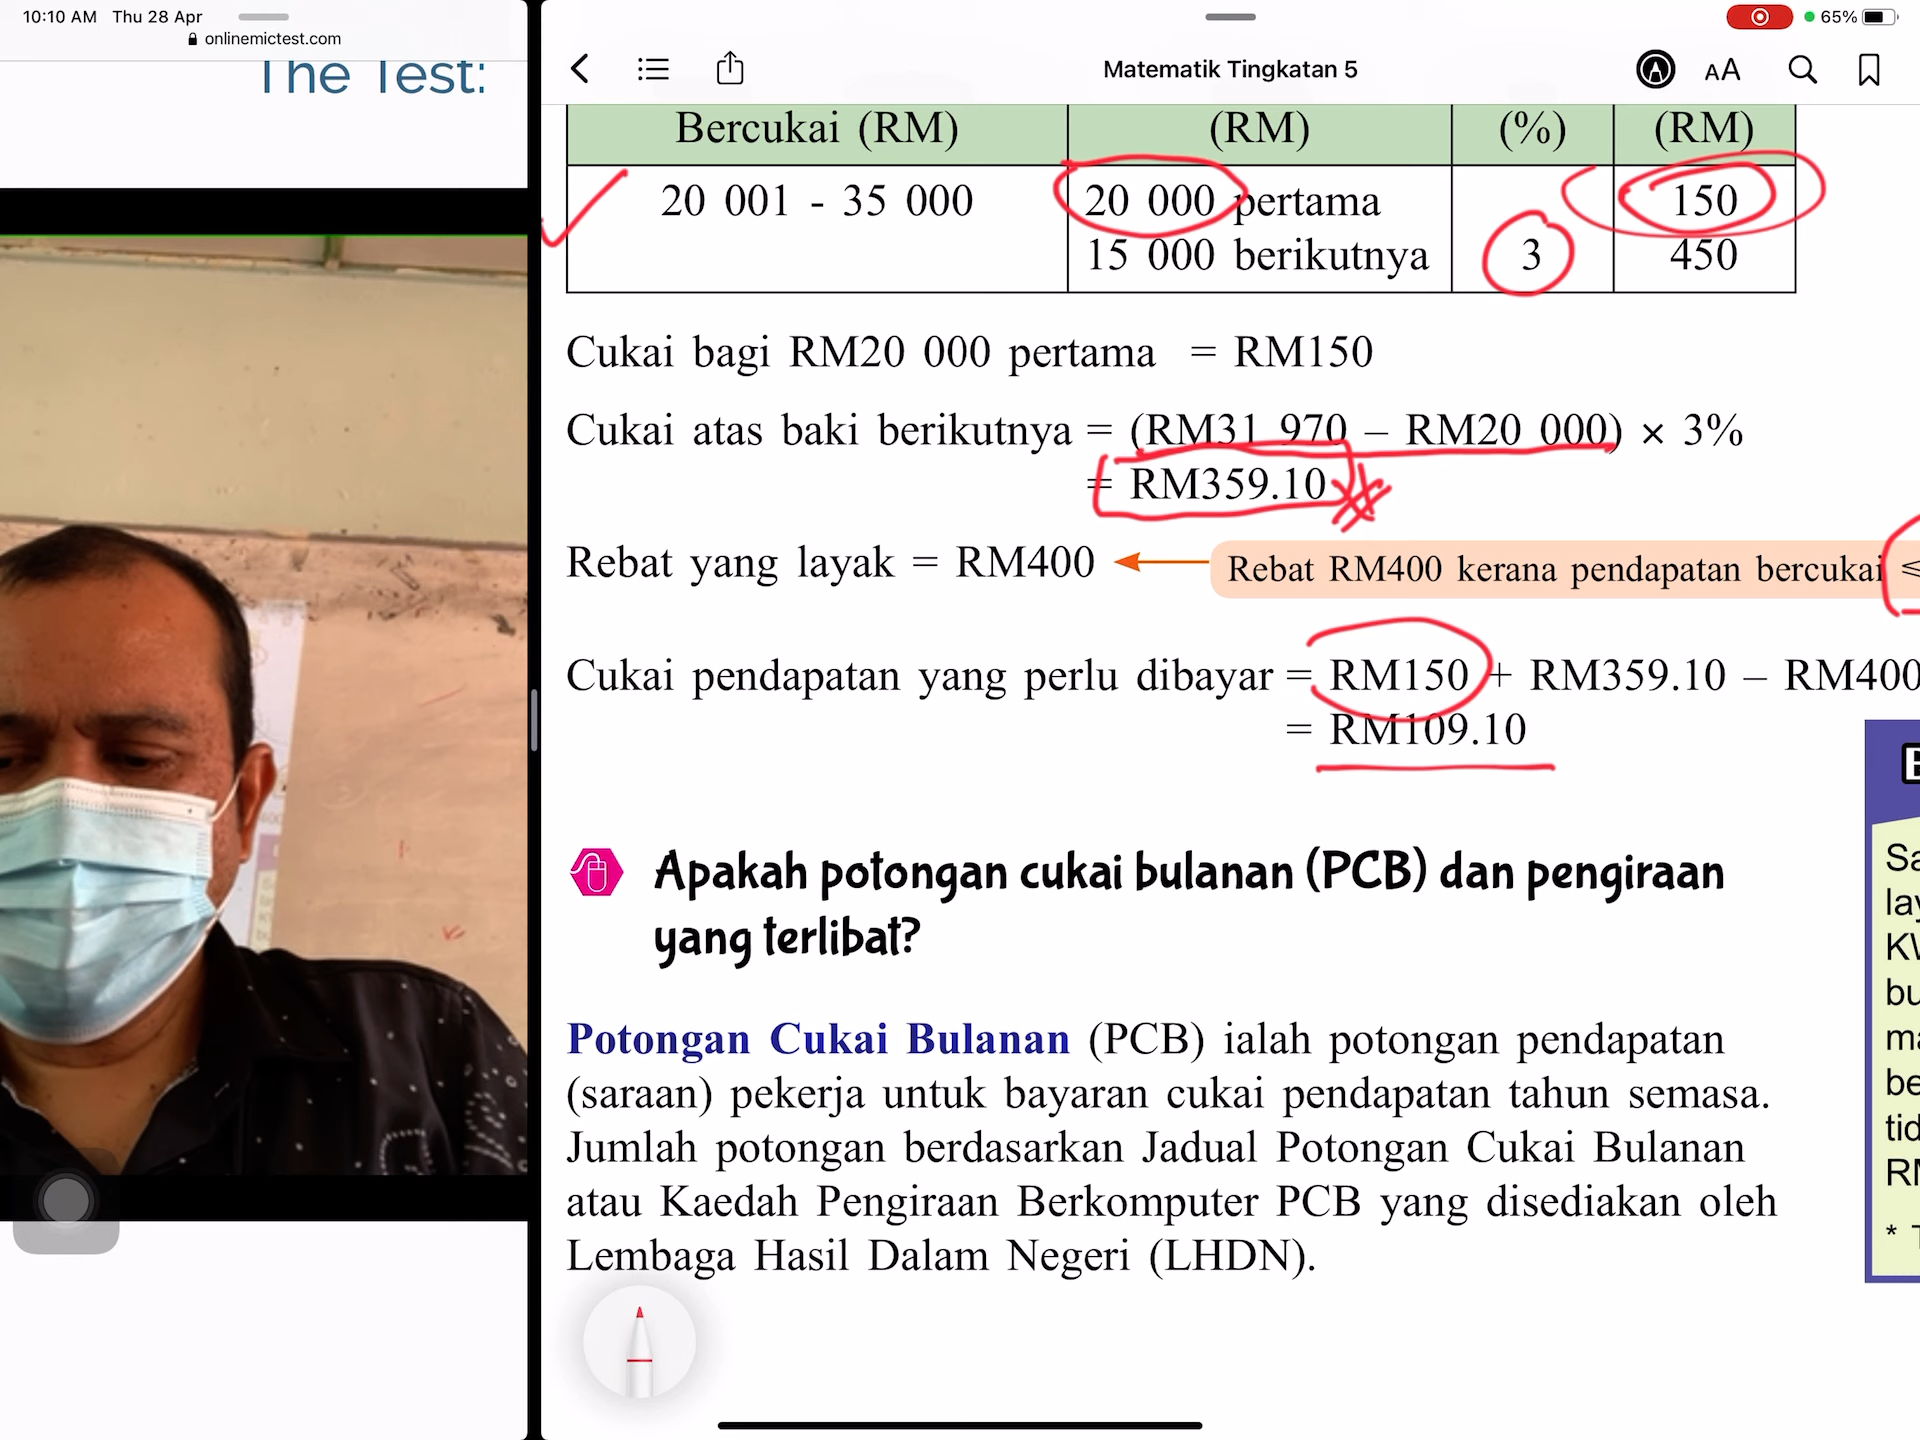 10:10 AM Thu 28 Apr
65%
onlinemictest.com
The Test:
Matematik Tingkatan 5
AA
Bercukai (RM) (RM) (%) (RM)
20 001 - 35 000 20 000 pertama 150
15 000 berikutnya 3 450
Cukai bagi RM20 000 pertama = RM150
Cukai atas baki berikutnya = (RM31 970 – RM20 000) × 3%
= RM359.10
Rebat yang layak = RM400
Rebat RM400 kerana pendapatan bercukai ≤
Cukai pendapatan yang perlu dibayar = RM150 + RM359.10 – RM400
= RM109.10
Apakah potongan cukai bulanan (PCB) dan pengiraan
yang terlibat?
Potongan Cukai Bulanan (PCB) ialah potongan pendapatan
(saraan) pekerja untuk bayaran cukai pendapatan tahun semasa.
Jumlah potongan berdasarkan Jadual Potongan Cukai Bulanan
atau Kaedah Pengiraan Berkomputer PCB yang disediakan oleh
Lembaga Hasil Dalam Negeri (LHDN).